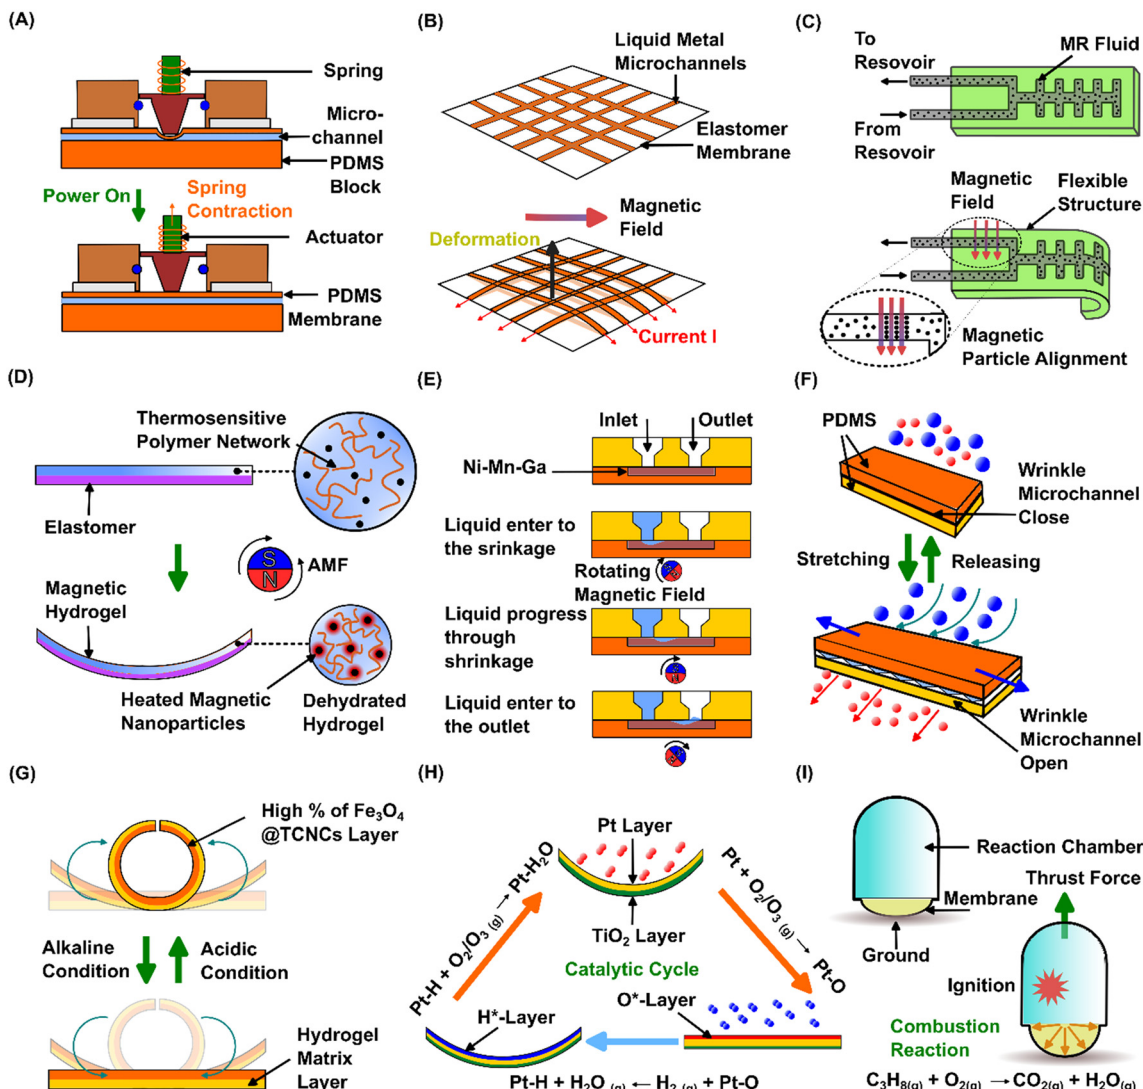 (A)
Spring
Micro-
channel
PDMS
Block
Power On
Spring
Contraction
Actuator
PDMS
Membrane
(B)
Liquid Metal
Microchannels
Elastomer
Membrane
Magnetic
Field
Deformation
Current I
(C)
To
Resovoir
MR Fluid
From
Resovoir
Magnetic
Field
Flexible
Structure
Magnetic
Particle Alignment
(D)
Thermosensitive
Polymer Network
Elastomer
S
N
AMF
Magnetic
Hydrogel
Heated Magnetic
Nanoparticles
Dehydrated
Hydrogel
(E)
Inlet
Outlet
Ni-Mn-Ga
Liquid enter to
the srinkage
Rotating
Magnetic Field
Liquid progress
through
shrinkage
Liquid enter to
the outlet
(F)
PDMS
Wrinkle
Microchannel
Close
Stretching
Releasing
Wrinkle
Microchannel
Open
(G)
High % of Fe₃O₄
@TCNCs Layer
Alkaline
Condition
Acidic
Condition
Hydrogel
Matrix
Layer
(H)
Pt Layer
TiO₂ Layer
Pt-H + O₂/O₃ (g) → Pt-H₂O
Pt + O₂/O₃ (g) → Pt-O
Catalytic Cycle
O*-Layer
H*-Layer
Pt-H + H₂O (g) ← H₂ (g) + Pt-O
(I)
Reaction Chamber
Membrane
Thrust Force
Ground
Ignition
Combustion
Reaction
C₃H₈(g) + O₂(g) → CO₂(g) + H₂O(g)